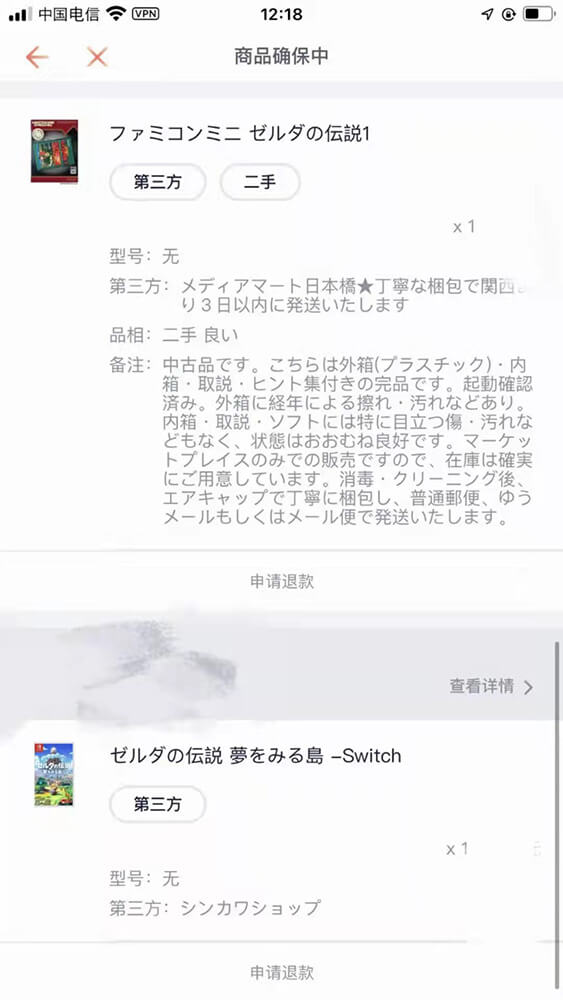 中国电信 VPN 12:18
商品确保中
ファミコンミニ ゼルダの伝説1
第三方 二手
x 1
型号：无
第三方：メディアマート日本橋★丁寧な梱包で関西
り３日以内に発送いたします
品相：二手 良い
备注：中古品です。こちらは外箱(プラスチック)・内
箱・取説・ヒント集付きの完品です。起動確認
済み。外箱に経年による擦れ・汚れなどあり。
内箱・取説・ソフトには特に目立つ傷・汚れな
どもなく、状態はおおむね良好です。マーケッ
トプレイスのみでの販売ですので、在庫は確実
にご用意しています。消毒・クリーニング後、
エアキャップで丁寧に梱包し、普通郵便、ゆう
メールもしくはメール便で発送いたします。
申请退款
查看详情
ゼルダの伝説
ゼルダの伝説 夢をみる島 –Switch
第三方
x 1
型号：无
第三方：シンカワショップ
申请退款